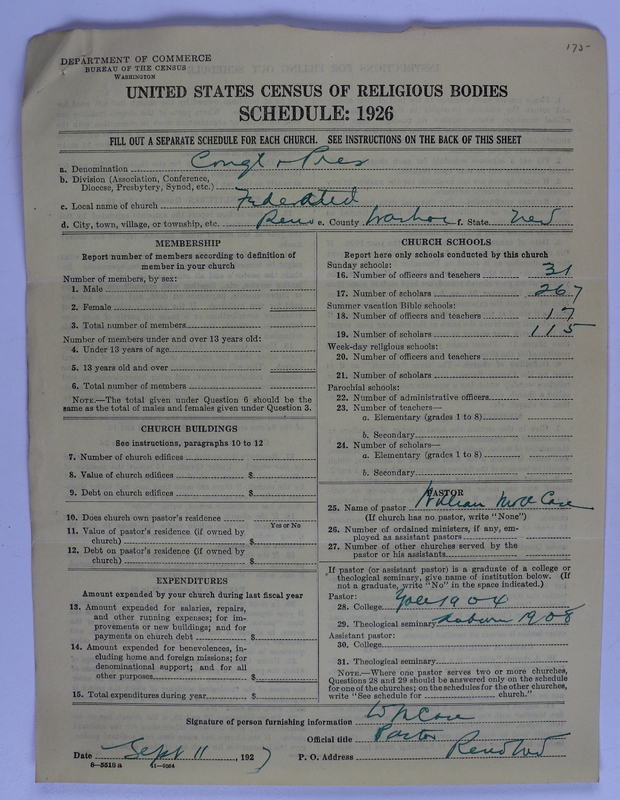 175-
DEPARTMENT OF COMMERCE
BUREAU OF THE CENSUS
WASHINGTON
UNITED STATES CENSUS OF RELIGIOUS BODIES
SCHEDULE: 1926
FILL OUT A SEPARATE SCHEDULE FOR EACH CHURCH. SEE INSTRUCTIONS ON THE BACK OF THIS SHEET
a. Denomination Congl & Pres
b. Division (Association, Conference,
Diocese, Presbytery, Synod, etc.)
c. Local name of church Federated
d. City, town, village, or township, etc. Reno e. County Washoe f. State Nev
MEMBERSHIP
Report number of members according to definition of
member in your church
Number of members, by sex:
1. Male
2. Female
3. Total number of members
Number of members under and over 13 years old:
4. Under 13 years of age
5. 13 years old and over
6. Total number of members
NOTE.—The total given under Question 6 should be the
same as the total of males and females given under Question 3.
CHURCH BUILDINGS
See instructions, paragraphs 10 to 12
7. Number of church edifices
8. Value of church edifices $
9. Debt on church edifices $
10. Does church own pastor's residence
Yes or No
11. Value of pastor's residence (if owned by
church) $
12. Debt on pastor's residence (if owned by
church) $
EXPENDITURES
Amount expended by your church during last fiscal year
13. Amount expended for salaries, repairs,
and other running expenses; for im-
provements or new buildings; and for
payments on church debt $
14. Amount expended for benevolences, in-
cluding home and foreign missions; for
denominational support; and for all
other purposes $
15. Total expenditures during year $
CHURCH SCHOOLS
Report here only schools conducted by this church
Sunday schools:
16. Number of officers and teachers 31
17. Number of scholars 267
Summer vacation Bible schools:
18. Number of officers and teachers 17
19. Number of scholars 115
Week-day religious schools:
20. Number of officers and teachers
21. Number of scholars
Parochial schools:
22. Number of administrative officers
23. Number of teachers—
a. Elementary (grades 1 to 8)
b. Secondary
24. Number of scholars—
a. Elementary (grades 1 to 8)
b. Secondary
PASTOR
25. Name of pastor William Case
(If church has no pastor, write "None")
26. Number of ordained ministers, if any, em-
ployed as assistant pastors
27. Number of other churches served by the
pastor or his assistants
If pastor (or assistant pastor) is a graduate of a college or
theological seminary, give name of institution below. (If
not a graduate, write "No" in the space indicated.)
Pastor:
28. College Yale 1904
29. Theological seminary Auburn 1908
Assistant pastor:
30. College
31. Theological seminary
NOTE.—Where one pastor serves two or more churches,
Questions 28 and 29 should be answered only on the schedule
for one of the churches; on the schedules for the other churches,
write "See schedule for church."
Signature of person furnishing information W M Case
Official title Pastor
Date Sept 11, 1927 P. O. Address Reno Nev
8—5518 a 11—9004